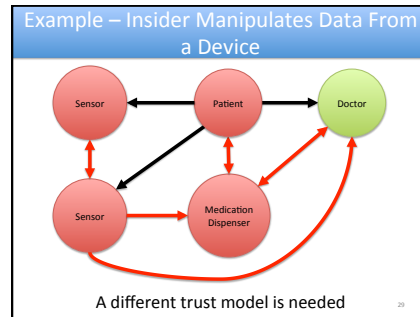 Example – Insider Manipulates Data From
a Device
Sensor
Patient
Doctor
Sensor
Medication
Dispenser
A different trust model is needed
29